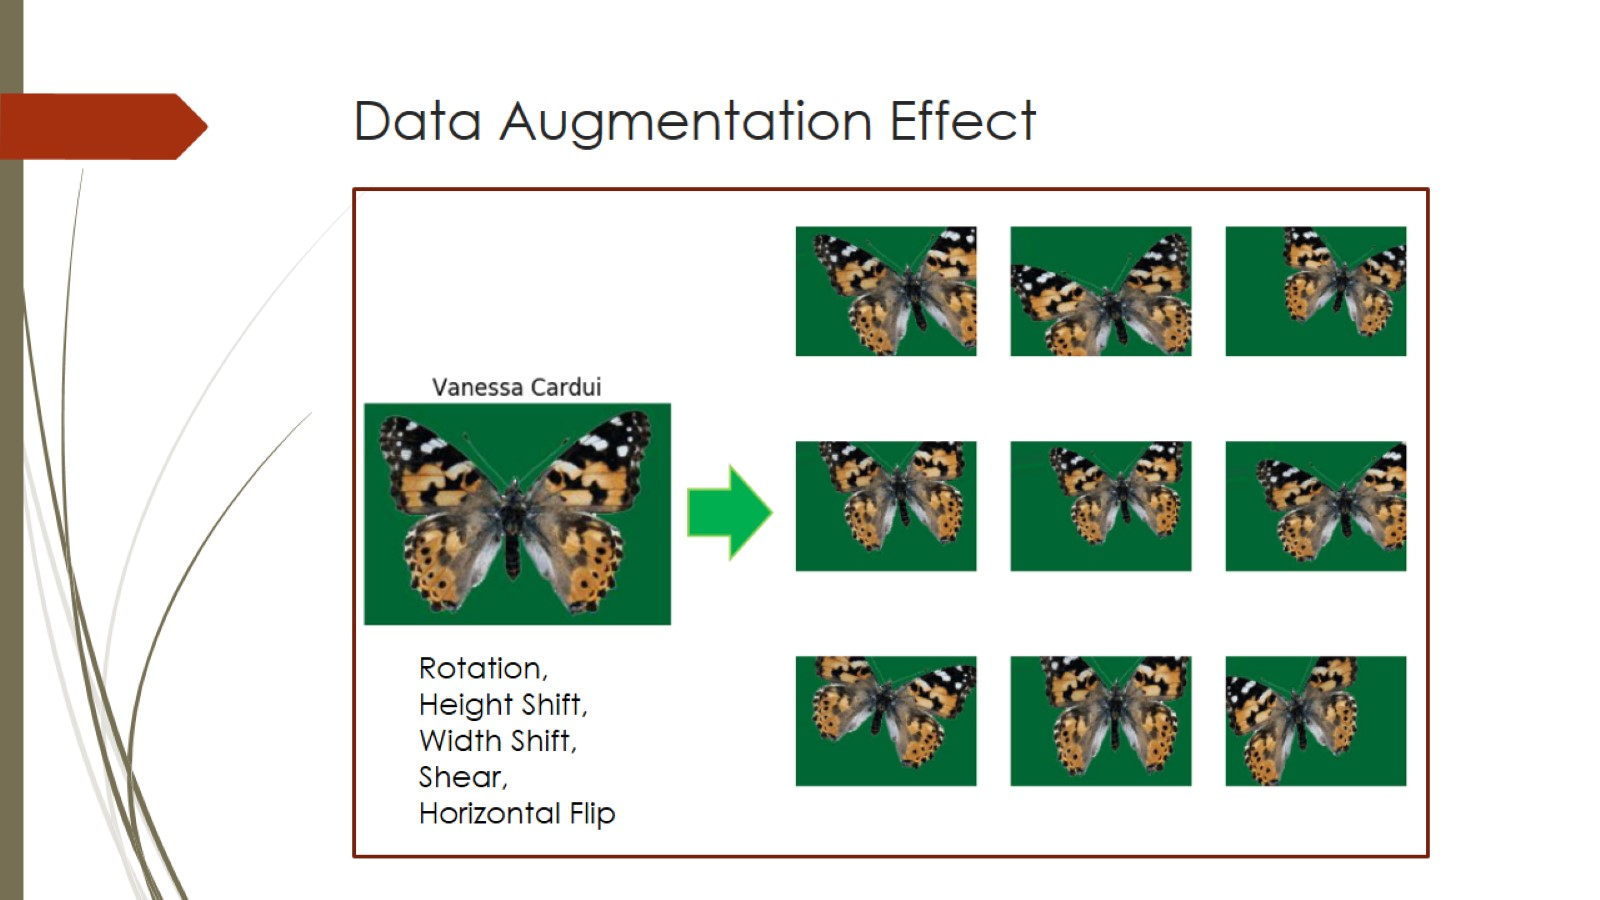 Data Augmentation Effect
Vanessa Cardui
Rotation,
Height Shift,
Width Shift,
Shear,
Horizontal Flip